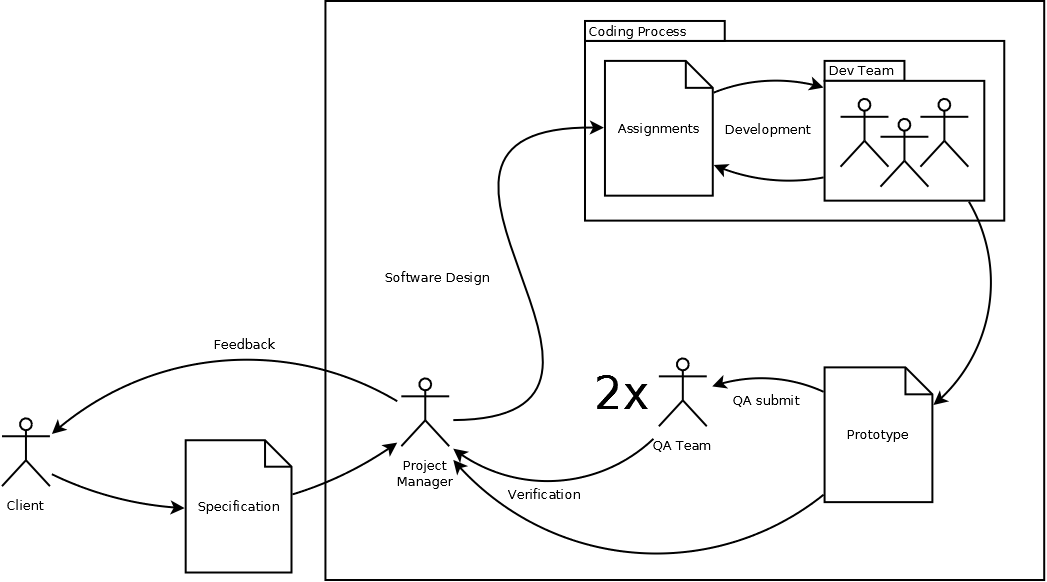 Coding Process
Dev Team
Assignments
Development
Software Design
Feedback
2x
QA submit
Prototype
QA Team
Project
Manager
Verification
Client
Specification